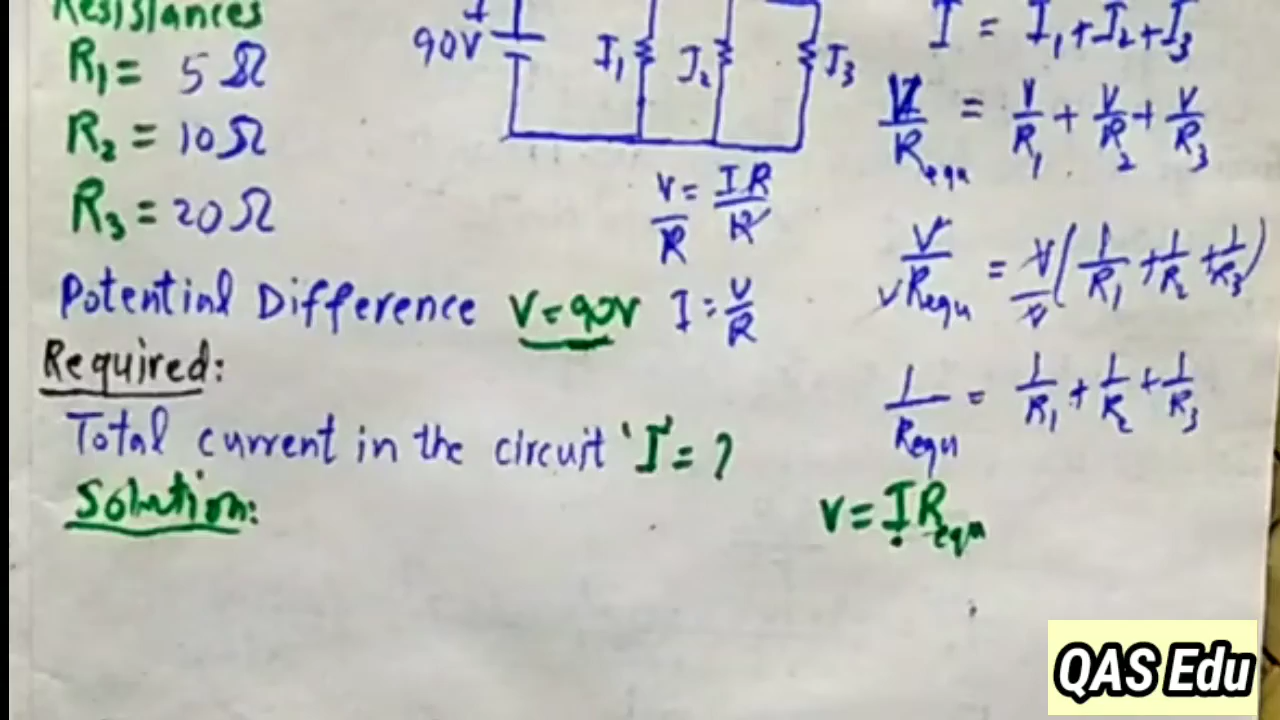 Resistances
R₁ = 5Ω
R₂ = 10Ω
R₃ = 20Ω
Potential Difference V=90V
Required:
Total current in the circuit 'I' = ?
Solution:
+
90V
I₁ I₂ I₃
V/R = IR/R
I = V/R
I = I₁+I₂+I₃
V/Requ = V/R₁ + V/R₂ + V/R₃
V/VRequ = V/V(1/R₁ + 1/R₂ + 1/R₃)
1/Requ = 1/R₁ + 1/R₂ + 1/R₃
V = IRequ
QAS Edu